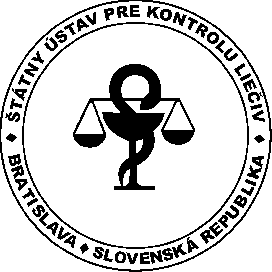 ŠTÁTNY ÚSTAV PRE KONTROLU LIEČIV
BRATISLAVA ♦ SLOVENSKÁ REPUBLIKA